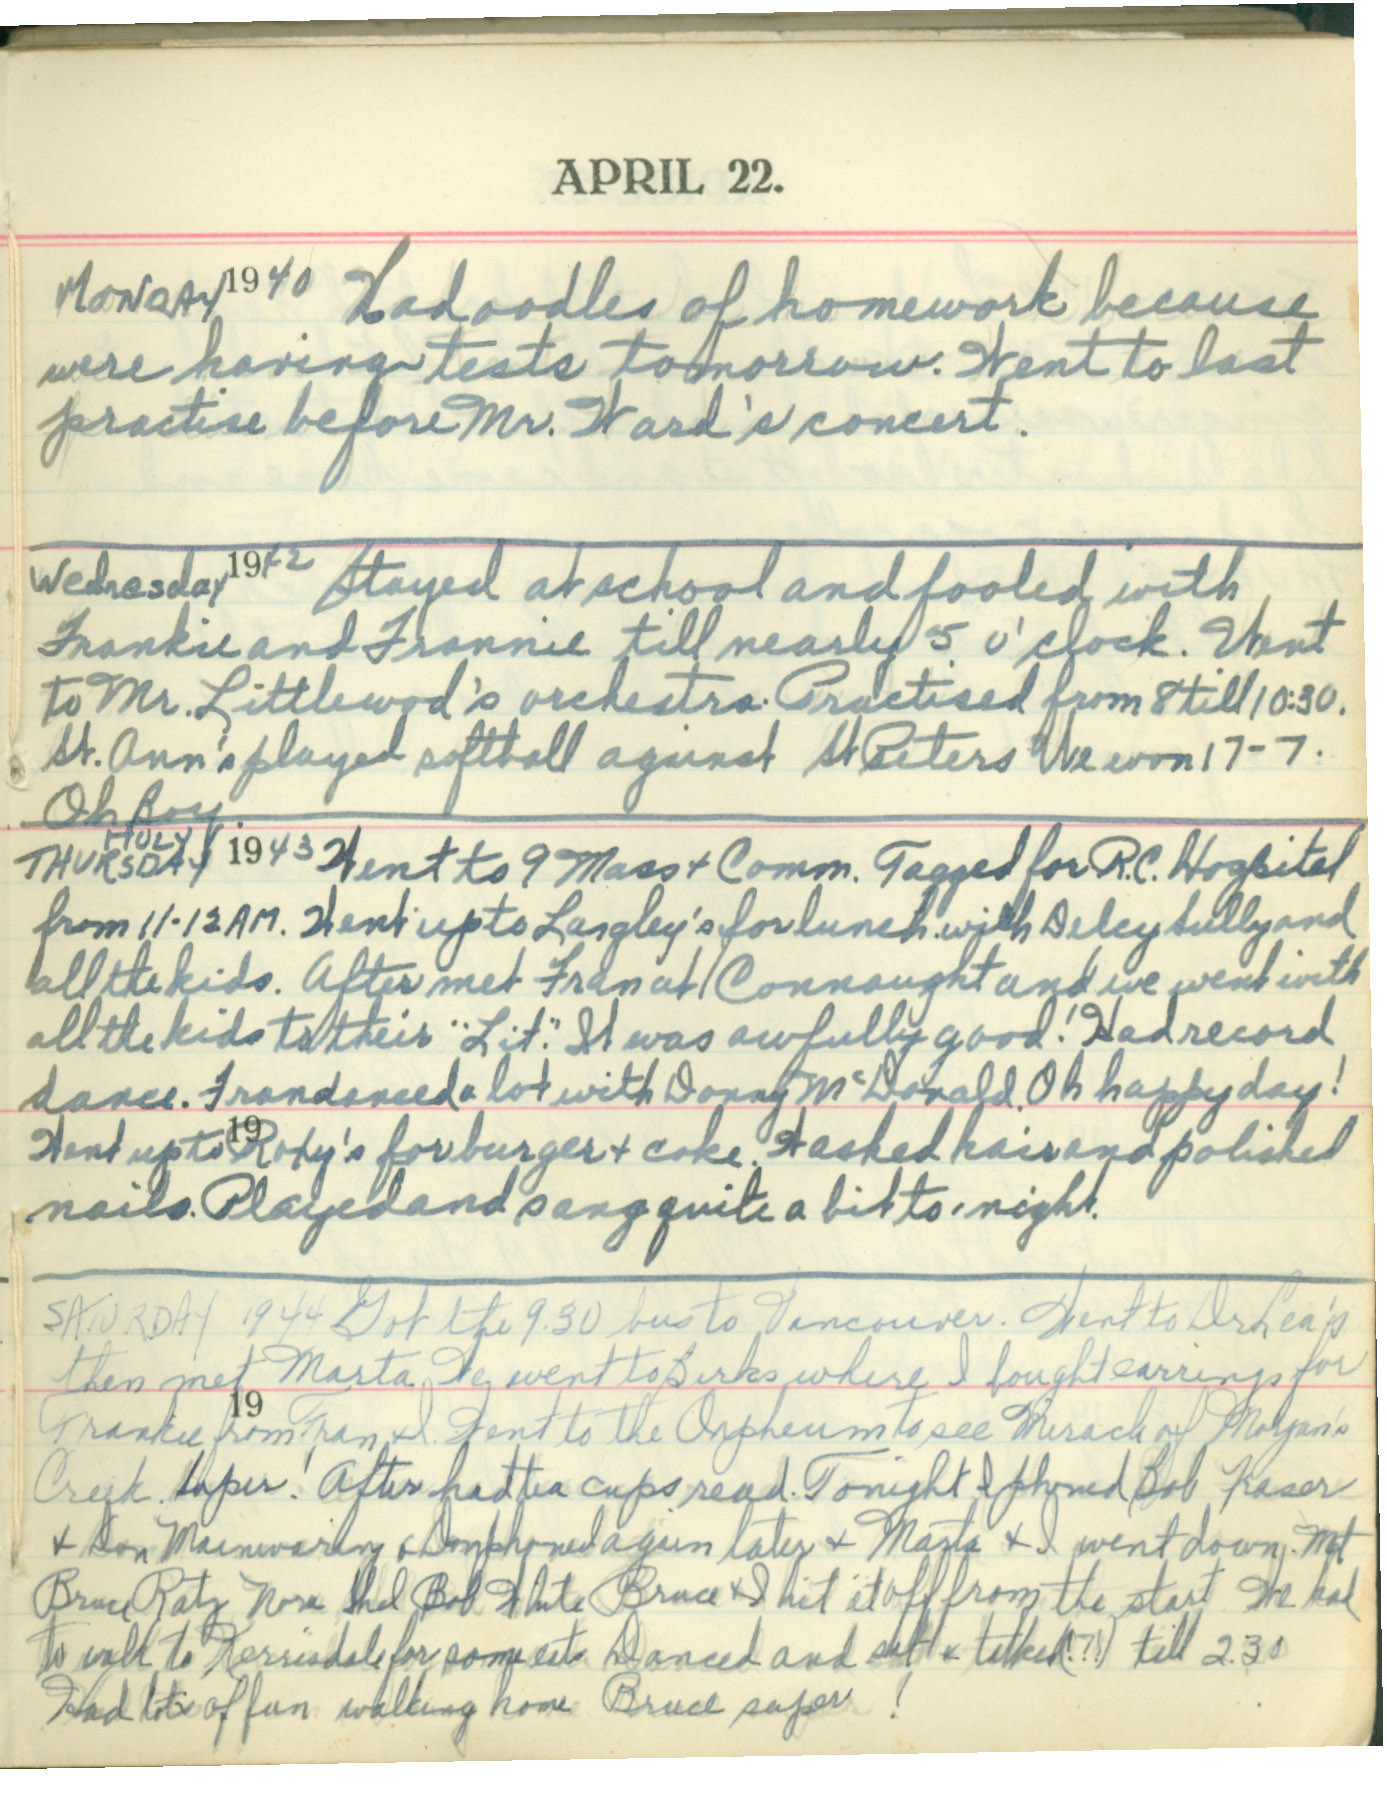 APRIL 22.
MONDAY 1940 Had oodles of homework because
were having tests tomorrow. Went to last
practise before Mr. Ward's concert.
Wednesday 1942 Stayed at school and fooled with
Frankie and Frannie till nearly 5 o'clock. Went
to Mr. Littlewod's orchestra. Practised from 8 till 10:30.
St. Ann's played softball against St Peters We won 17-7.
Oh Boy.
HOLY
THURSDAY 1943 Went to 9 Mass + Comm. Tagged for R.C. Hospital
from 11-12 AM. Went up to Langley's for lunch with and
all the kids. After met Fran at Connaught and we went with
all the kids to their "Lit". It was awfully good! Had record
dance. Fran danced a lot with Donny McDonald. Oh happy day!
19
Went up to Roxy's for burger + coke. Washed hair and polished
nails. Played and sang quite a bit to-night.
SATURDAY 1944 Got the 9.30 bus to Vancouver. Went to Dr Lea's
then met Marta. We went to Birks where I bought earrings for
19
Frankie from Fran & I. Went to the Orpheum to see Miracle of Morgan's
Creek. Super! After had tea cups read. Tonight I phoned Bob Fraser
+ Don Mainwaring & Don phoned again later + Marta + I went down. Met
Bruce Ratz Nora Shel Bob White Bruce & I hit it off from the start We had
to walk to Kerrisdale for some eats Danced and sat & talked(!?!) till 2.30
Had lots of fun walking home Bruce super!